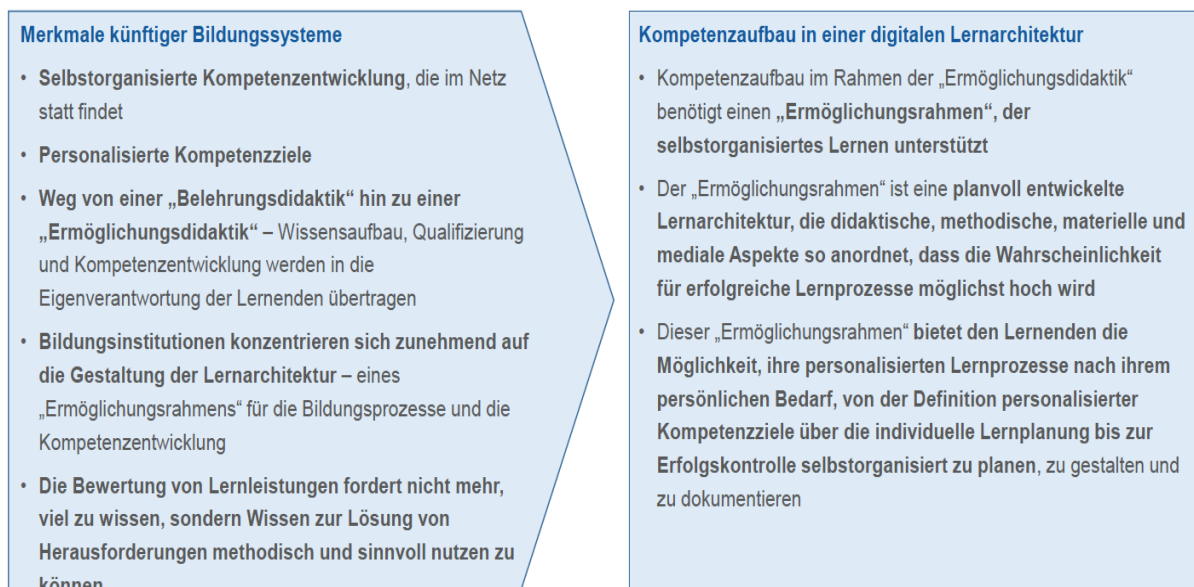 Merkmale künftiger Bildungssysteme
• Selbstorganisierte Kompetenzentwicklung, die im Netz
statt findet
• Personalisierte Kompetenzziele
• Weg von einer „Belehrungsdidaktik“ hin zu einer
„Ermöglichungsdidaktik“ – Wissensaufbau, Qualifizierung
und Kompetenzentwicklung werden in die
Eigenverantwortung der Lernenden übertragen
• Bildungsinstitutionen konzentrieren sich zunehmend auf
die Gestaltung der Lernarchitektur – eines
„Ermöglichungsrahmens“ für die Bildungsprozesse und die
Kompetenzentwicklung
• Die Bewertung von Lernleistungen fordert nicht mehr,
viel zu wissen, sondern Wissen zur Lösung von
Herausforderungen methodisch und sinnvoll nutzen zu
können
Kompetenzaufbau in einer digitalen Lernarchitektur
• Kompetenzaufbau im Rahmen der „Ermöglichungsdidaktik“
benötigt einen „Ermöglichungsrahmen“, der
selbstorganisiertes Lernen unterstützt
• Der „Ermöglichungsrahmen“ ist eine planvoll entwickelte
Lernarchitektur, die didaktische, methodische, materielle und
mediale Aspekte so anordnet, dass die Wahrscheinlichkeit
für erfolgreiche Lernprozesse möglichst hoch wird
• Dieser „Ermöglichungsrahmen“ bietet den Lernenden die
Möglichkeit, ihre personalisierten Lernprozesse nach ihrem
persönlichen Bedarf, von der Definition personalisierter
Kompetenzziele über die individuelle Lernplanung bis zur
Erfolgskontrolle selbstorganisiert zu planen, zu gestalten und
zu dokumentieren